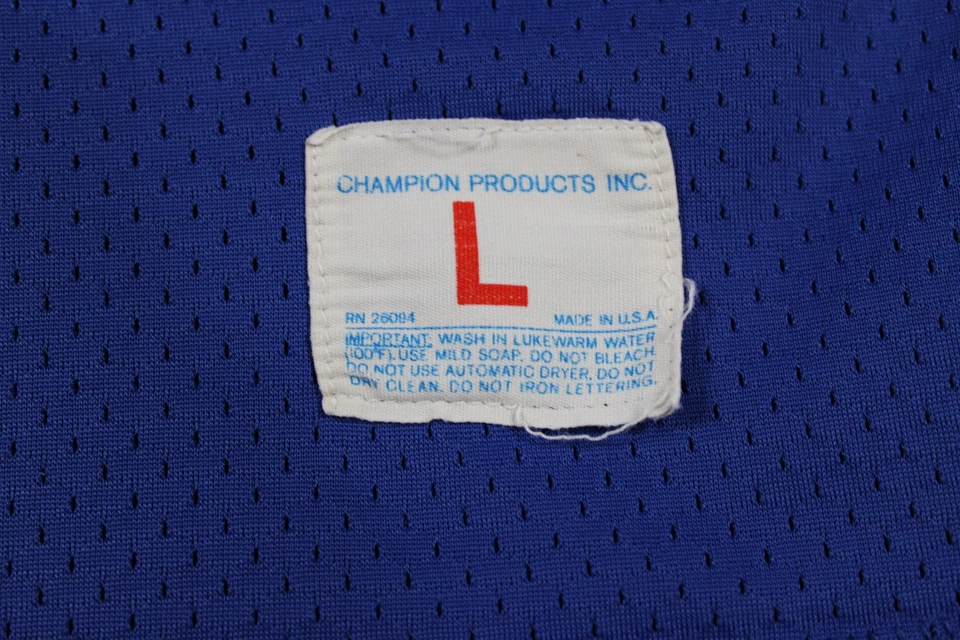 CHAMPION PRODUCTS INC.
L
RN 26094 MADE IN U.S.A.
IMPORTANT: WASH IN LUKEWARM WATER
(100°F). USE MILD SOAP. DO NOT BLEACH.
DO NOT USE AUTOMATIC DRYER. DO NOT
DRY CLEAN. DO NOT IRON LETTERING.